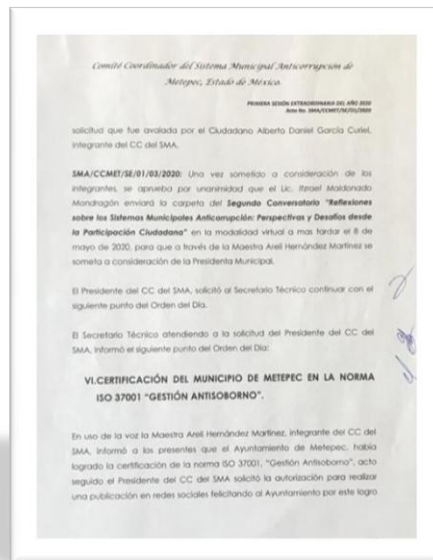 Comité Coordinador del Sistema Municipal Anticorrupción de
Metepec, Estado de México.
PRIMERA SESIÓN EXTRAORDINARIA DEL AÑO 2020
Acta No. SMA/CCMET/SE/01/2020
solicitud que fue avalada por el Ciudadano Alberto Daniel García Curiel,
integrante del CC del SMA.
SMA/CCMET/SE/01/03/2020: Una vez sometido a consideración de los
integrantes, se aprueba por unanimidad que el Lic. Itzael Maldonado
Mondragón enviará la carpeta del Segundo Conversatorio "Reflexiones
sobre los Sistemas Municipales Anticorrupción: Perspectivas y Desafíos desde
la Participación Ciudadana" en la modalidad virtual a mas tardar el 8 de
mayo de 2020, para que a través de la Maestra Areli Hernández Martínez se
someta a consideración de la Presidenta Municipal.
El Presidente del CC del SMA, solicitó al Secretario Técnico continuar con el
siguiente punto del Orden del Día.
El Secretario Técnico atendiendo a la solicitud del Presidente del CC del
SMA, informó el siguiente punto del Orden del Día:
VI.CERTIFICACIÓN DEL MUNICIPIO DE METEPEC EN LA NORMA
ISO 37001 "GESTIÓN ANTISOBORNO".
En uso de la voz la Maestra Areli Hernández Martínez, integrante del CC del
SMA, informó a los presentes que el Ayuntamiento de Metepec, había
logrado la certificación de la norma ISO 37001, "Gestión Antisoborno", acto
seguido el Presidente del CC del SMA solicitó la autorización para realizar
una publicación en redes sociales felicitando al Ayuntamiento por este logro